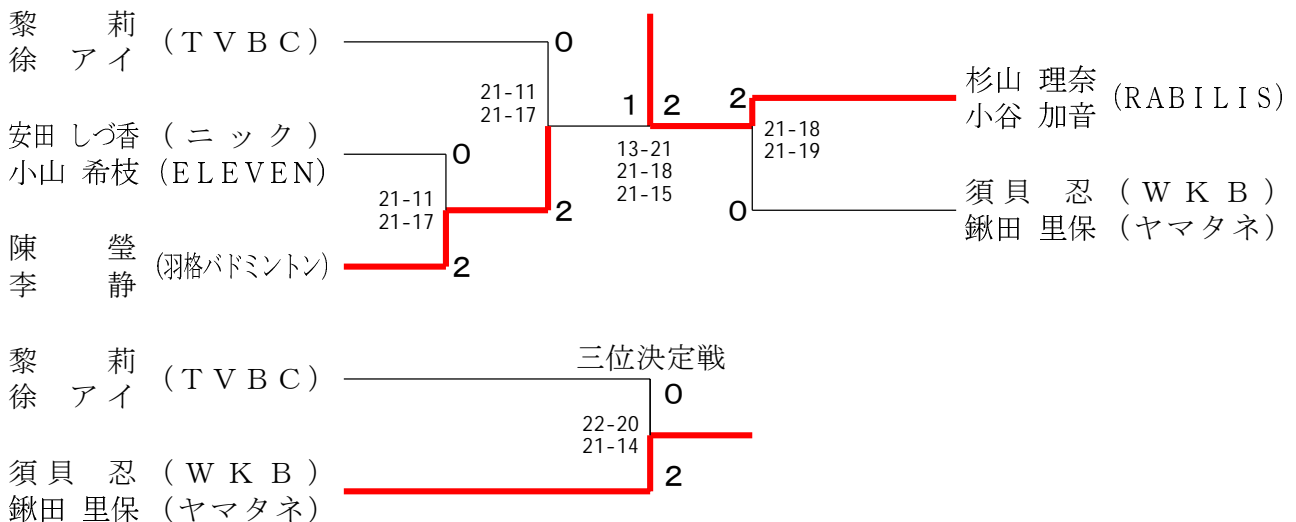 黎 莉 (TVBC)
徐 アイ
0
21-11
21-17
安田 しづ香 (ニック)
小山 希枝 (ELEVEN)
0
21-11
21-17
2
陳 瑩 (羽格バドミントン)
李 静
2
1 2
13-21
21-18
21-15
2
杉山 理奈 (RABILIS)
小谷 加音
21-18
21-19
0
須貝 忍 (WKB)
鍬田 里保 (ヤマタネ)
三位決定戦
黎 莉 (TVBC)
徐 アイ
0
22-20
21-14
須貝 忍 (WKB)
鍬田 里保 (ヤマタネ)
2